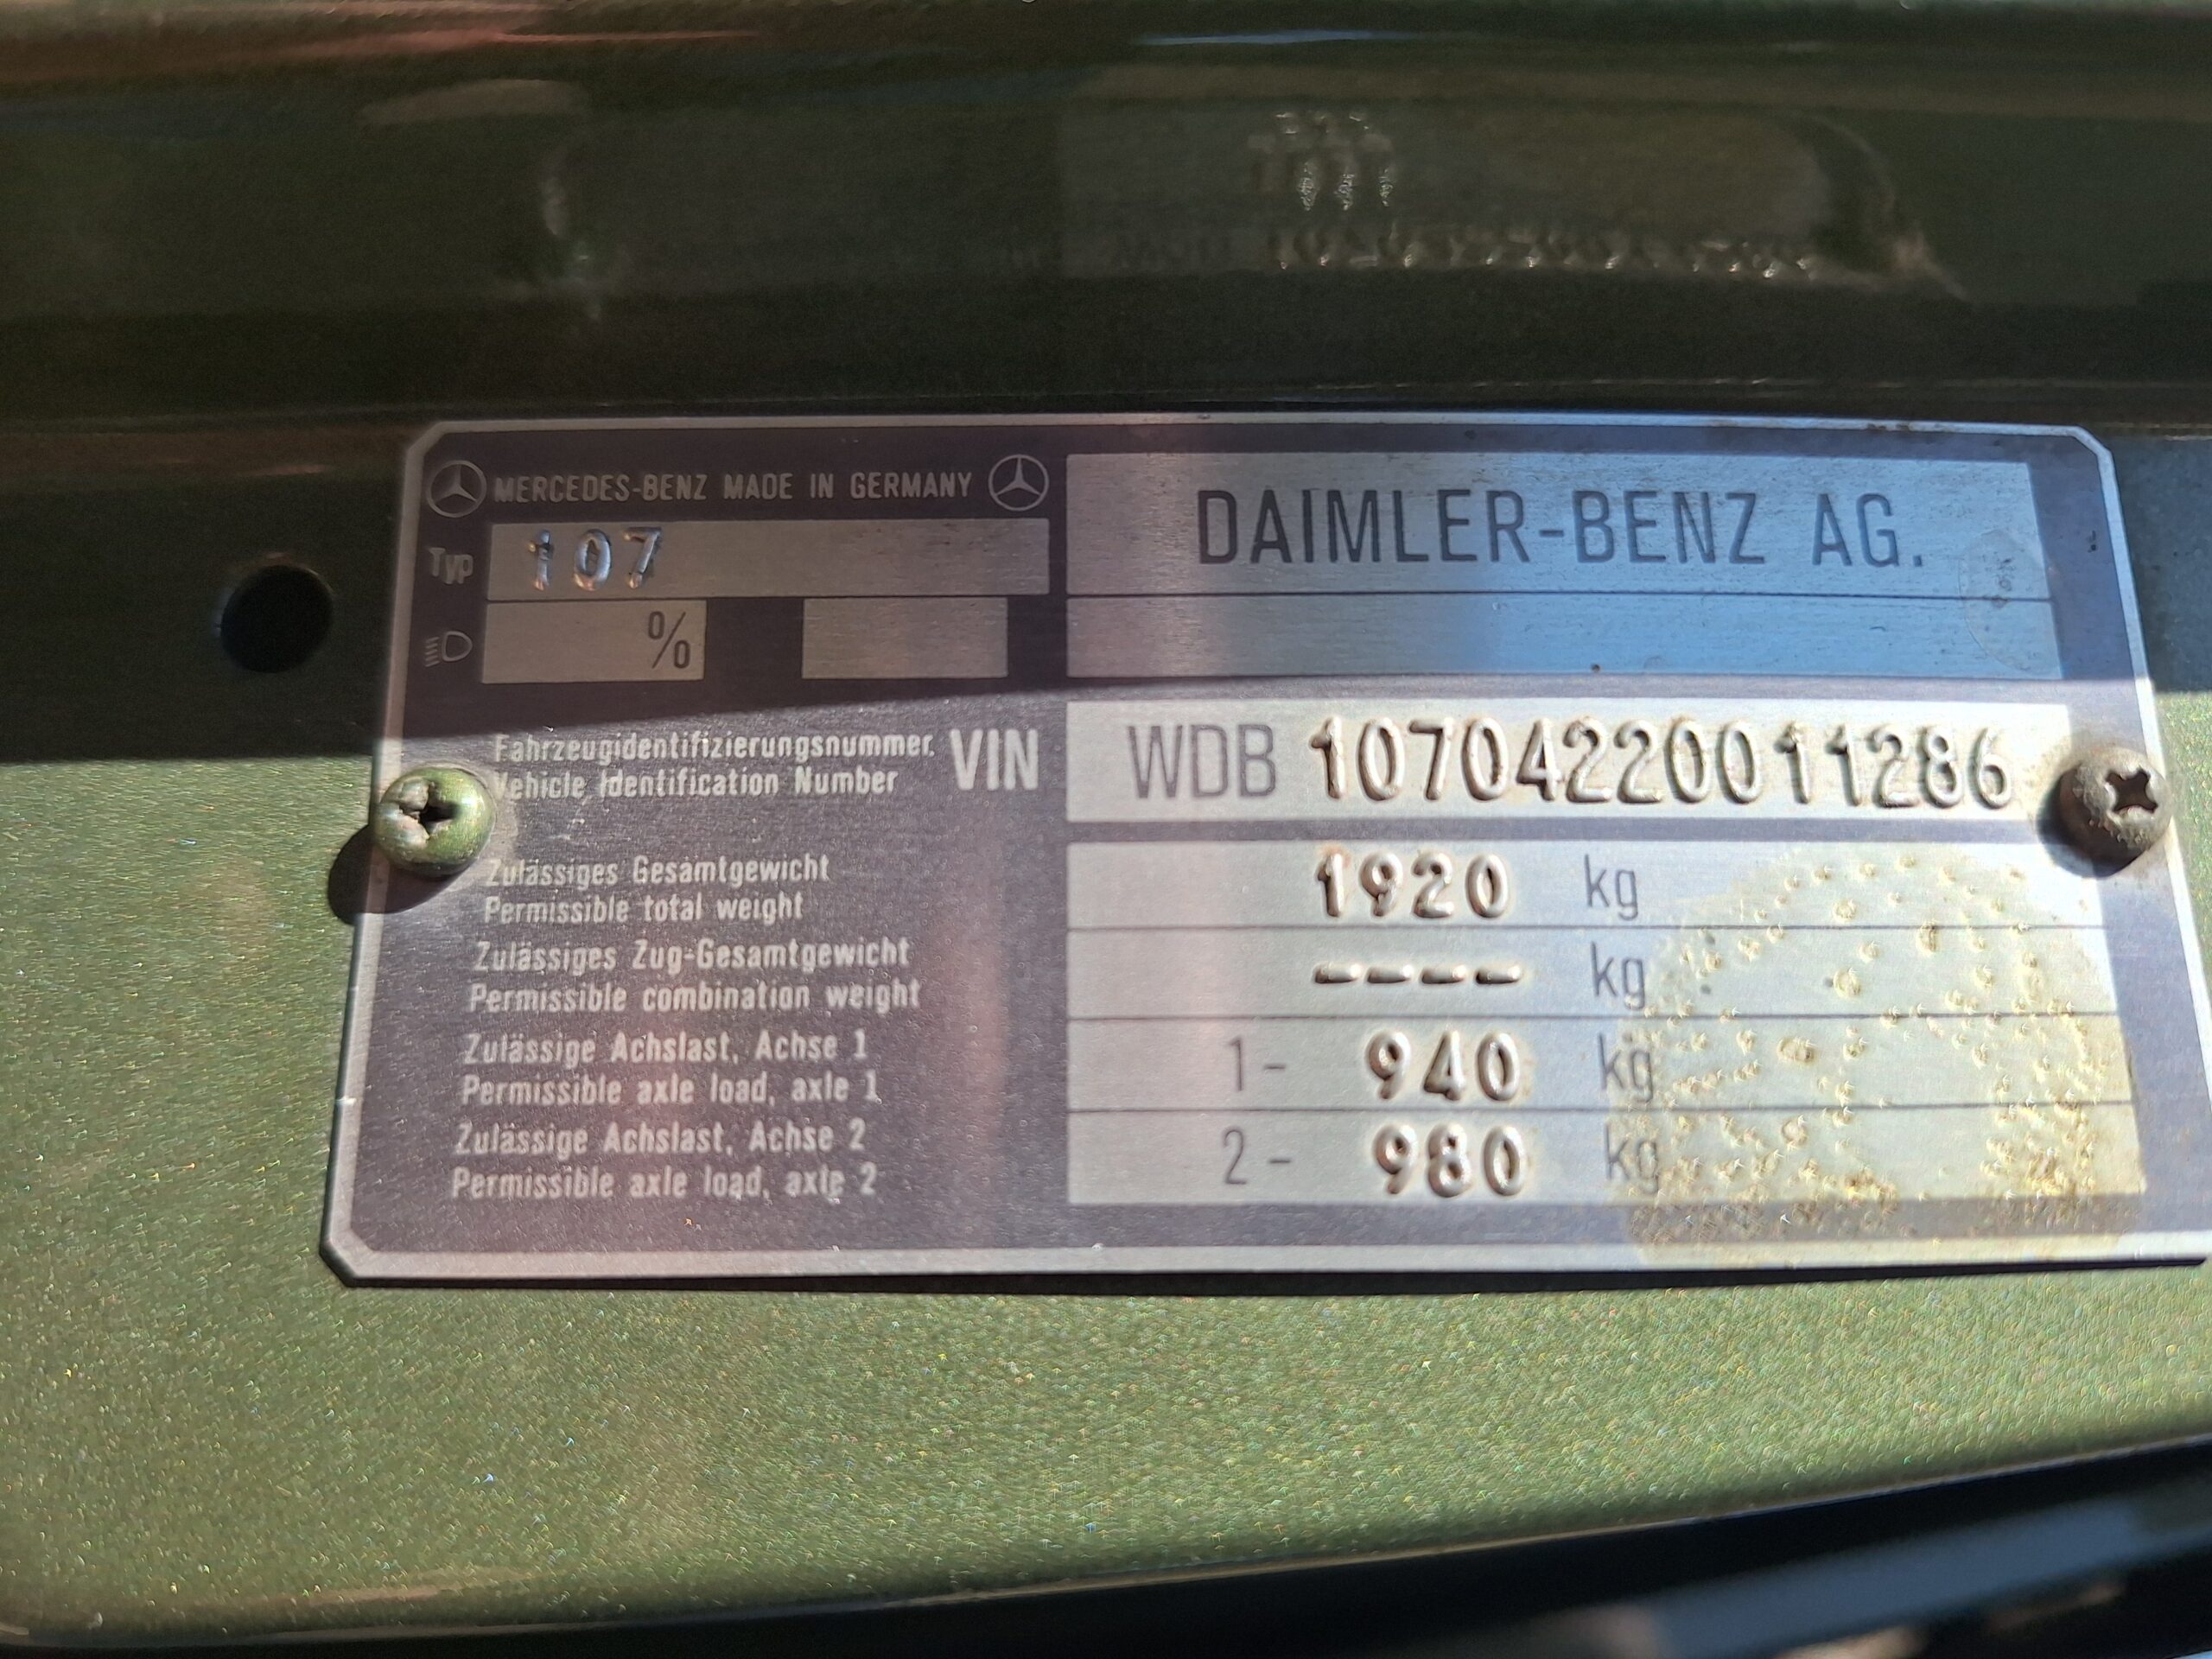 MERCEDES-BENZ MADE IN GERMANY
DAIMLER-BENZ AG.
Typ 107
%
Fahrzeugidentifizierungsnummer.
Vehicle Identification Number
VIN WDB 10704220011286
Zulässiges Gesamtgewicht
Permissible total weight
1920 kg
Zulässiges Zug-Gesamtgewicht
Permissible combination weight
---- kg
Zulässige Achslast, Achse 1
Permissible axle load, axle 1
1- 940 kg
Zulässige Achslast, Achse 2
Permissible axle load, axle 2
2- 980 kg